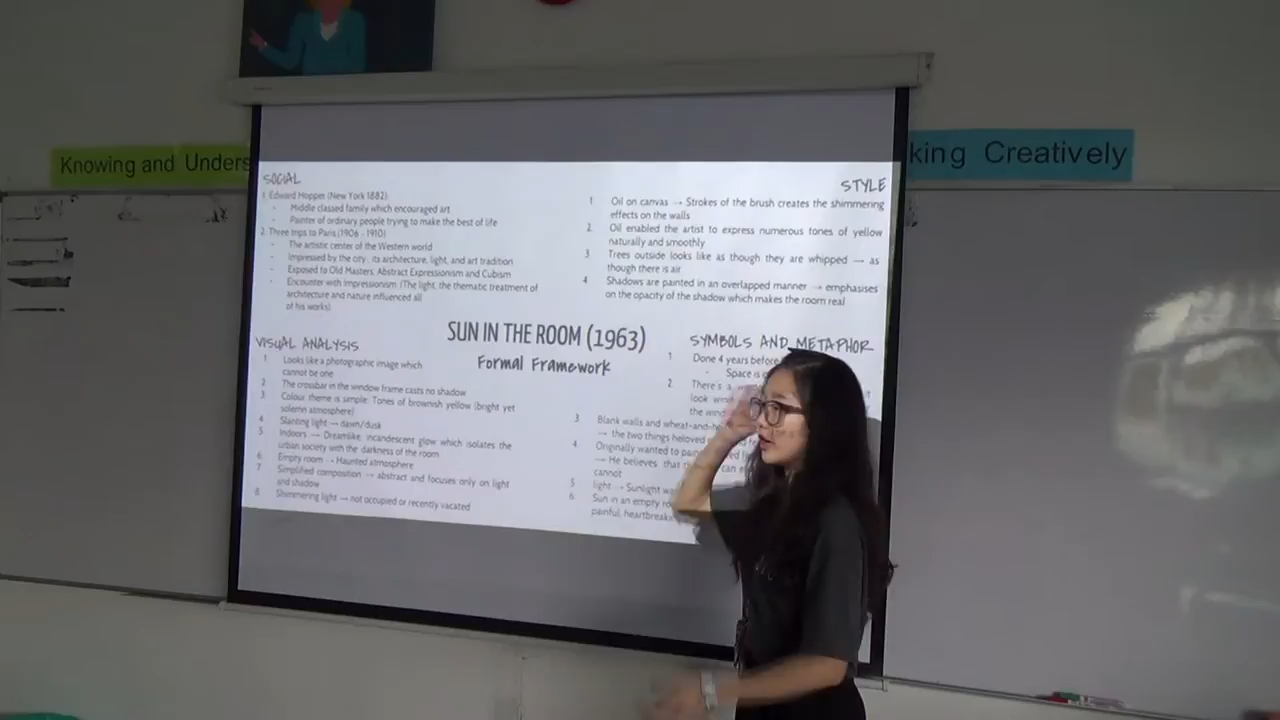 Knowing and Unders
king Creatively
SOCIAL
1. Edward Hopper (New York 1882)
- Middle classed family which encouraged art
- Painter of ordinary people trying to make the best of life
2. Three trips to Paris (1906 - 1910)
- The artistic center of the Western world
- Impressed by the city, its architecture, light, and art tradition
- Exposed to Old Masters, Abstract Expressionism and Cubism
- Encounter with Impressionism (The light, the thematic treatment of
architecture and nature influenced all
of his works)
STYLE
1 Oil on canvas → Strokes of the brush creates the shimmering
effects on the walls
2 Oil enabled the artist to express numerous tones of yellow
naturally and smoothly
3 Trees outside looks like as though they are whipped → as
though there is air
4 Shadows are painted in an overlapped manner → emphasises
on the opacity of the shadow which makes the room real
SUN IN THE ROOM (1963)
Formal Framework
VISUAL ANALYSIS
1 Looks like a photographic image which
cannot be one
2 The crossbar in the window frame casts no shadow
3 Colour theme is simple: Tones of brownish yellow (bright yet
solemn atmosphere)
4 Slanting light → dawn/dusk
5 Indoors → Dreamlike, incandescent glow which isolates the
urban society with the darkness of the room
6 Empty room → Haunted atmosphere
7 Simplified composition → abstract and focuses only on light
and shadow
8 Shimmering light → not occupied or recently vacated
SYMBOLS AND METAPHOR
1 Done 4 years before
- Space is
2 There's a
look
the
3 Blank walls and
→ the two things beloved
4 Originally wanted to
→ He believes that
cannot
5 light → Sunlight
6 Sun in an empty
painful,